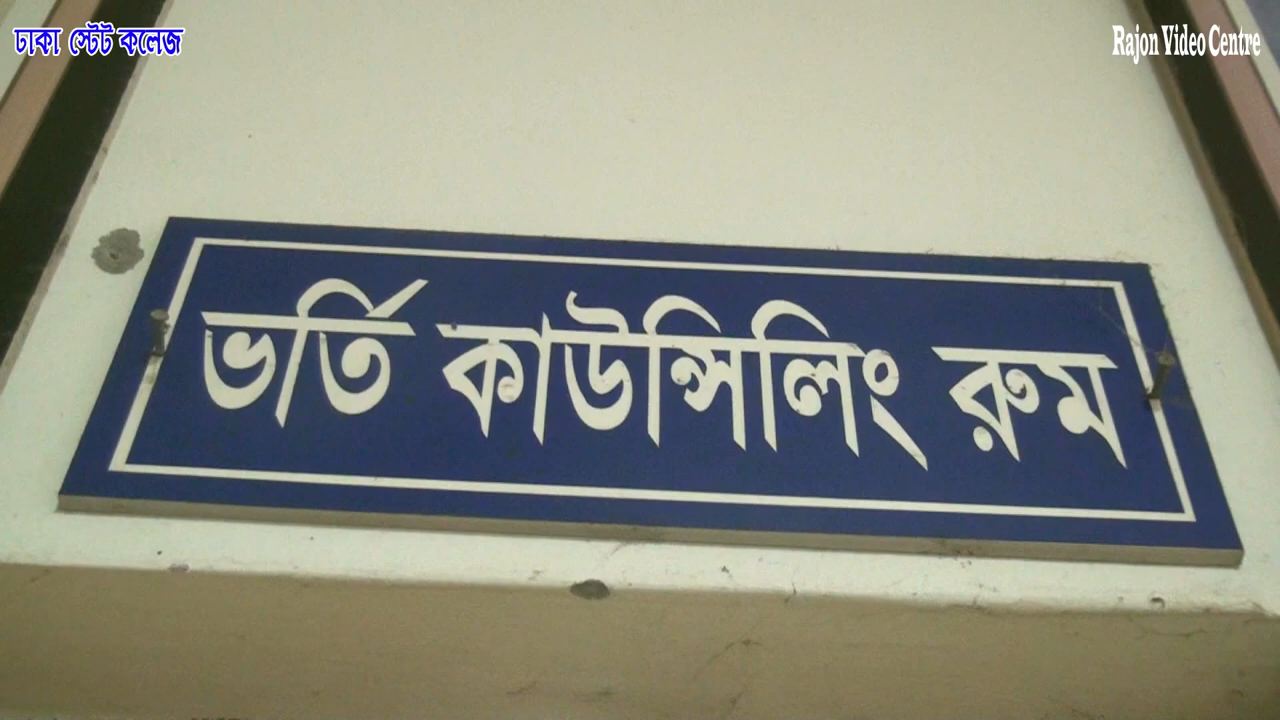 ঢাকা স্টেট কলেজ
Rajon Video Centre
ভর্তি কাউন্সিলিং রুম